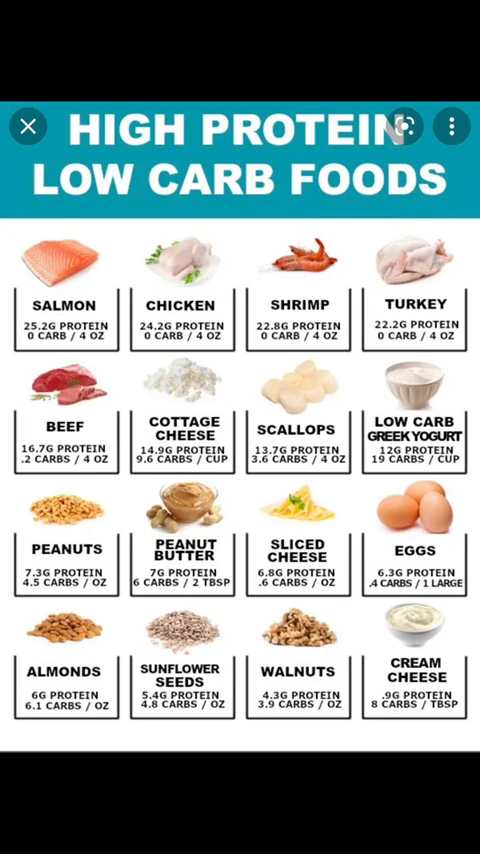 HIGH PROTEIN
LOW CARB FOODS
SALMON
25.2G PROTEIN
0 CARB / 4 OZ
CHICKEN
24.2G PROTEIN
0 CARB / 4 OZ
SHRIMP
22.8G PROTEIN
0 CARB / 4 OZ
TURKEY
22.2G PROTEIN
0 CARB / 4 OZ
BEEF
16.7G PROTEIN
.2 CARBS / 4 OZ
COTTAGE
CHEESE
14.9G PROTEIN
9.6 CARBS / CUP
SCALLOPS
13.7G PROTEIN
3.6 CARBS / 4 OZ
LOW CARB
GREEK YOGURT
12G PROTEIN
19 CARBS / CUP
PEANUTS
7.3G PROTEIN
4.5 CARBS / OZ
PEANUT
BUTTER
7G PROTEIN
6 CARBS / 2 TBSP
SLICED
CHEESE
6.8G PROTEIN
.6 CARBS / OZ
EGGS
6.3G PROTEIN
.4 CARBS / 1 LARGE
ALMONDS
6G PROTEIN
6.1 CARBS / OZ
SUNFLOWER
SEEDS
5.4G PROTEIN
4.8 CARBS / OZ
WALNUTS
4.3G PROTEIN
3.9 CARBS / OZ
CREAM
CHEESE
.9G PROTEIN
8 CARBS / TBSP